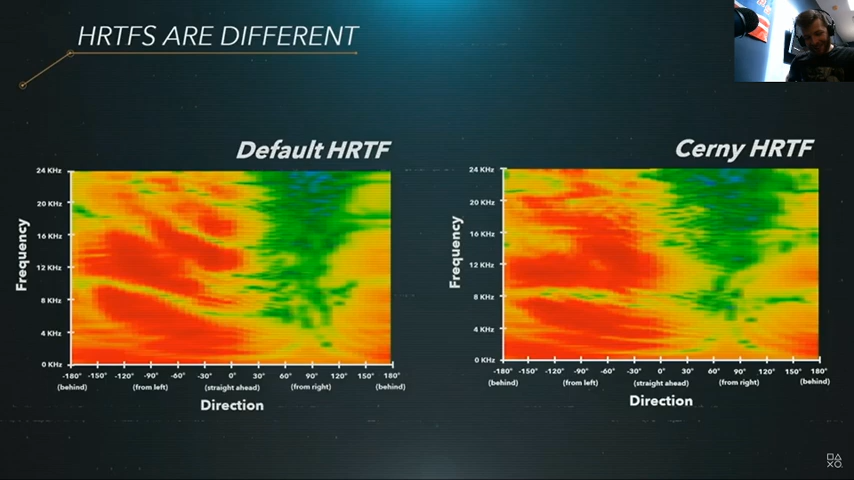 HRTFS ARE DIFFERENT
Default HRTF
Frequency
24 KHz
20 KHz
16 KHz
12 KHz
8 KHz
4 KHz
0 KHz
-180° -150° -120° -90° -60° -30° 0° 30° 60° 90° 120° 150° 180°
(behind) (from left) (straight ahead) (from right) (behind)
Direction
Cerny HRTF
Frequency
24 KHz
20 KHz
16 KHz
12 KHz
8 KHz
4 KHz
0 KHz
-180° -150° -120° -90° -60° -30° 0° 30° 60° 90° 120° 150° 180°
(behind) (from left) (straight ahead) (from right) (behind)
Direction